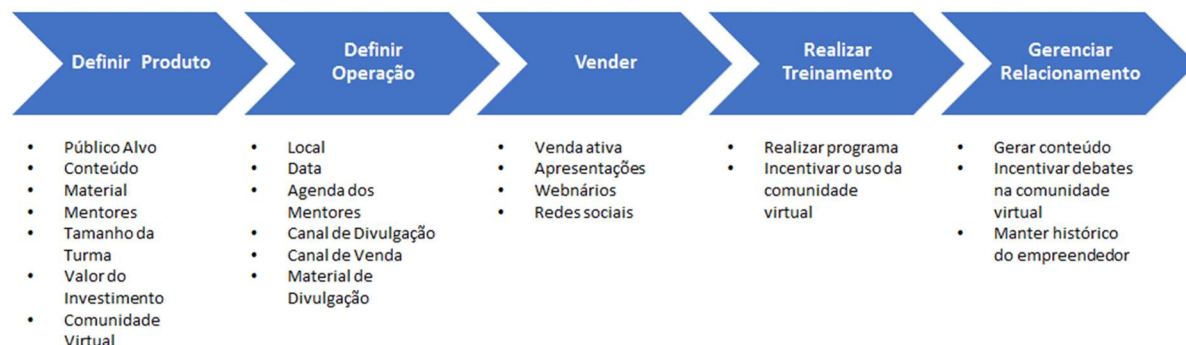 Definir Produto
Definir
Operação
Vender
Realizar
Treinamento
Gerenciar
Relacionamento
• Público Alvo
• Conteúdo
• Material
• Mentores
• Tamanho da
Turma
• Valor do
Investimento
• Comunidade
Virtual
• Local
• Data
• Agenda dos
Mentores
• Canal de Divulgação
• Canal de Venda
• Material de
Divulgação
• Venda ativa
• Apresentações
• Webnários
• Redes sociais
• Realizar programa
• Incentivar o uso da
comunidade
virtual
• Gerar conteúdo
• Incentivar debates
na comunidade
virtual
• Manter histórico
do empreendedor